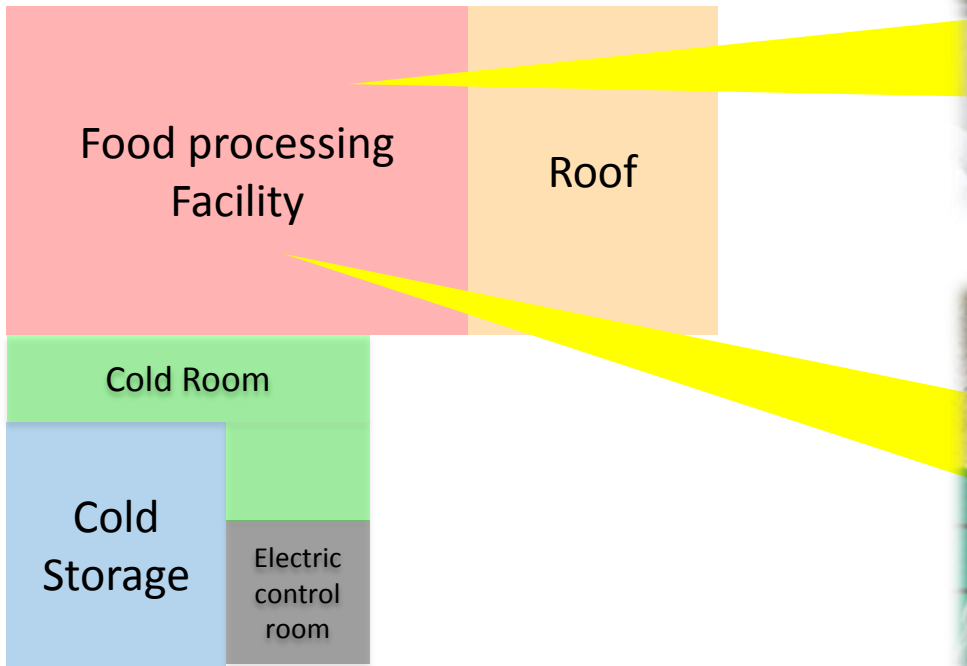 Food processing
Facility
Roof
Cold Room
Cold
Storage
Electric
control
room